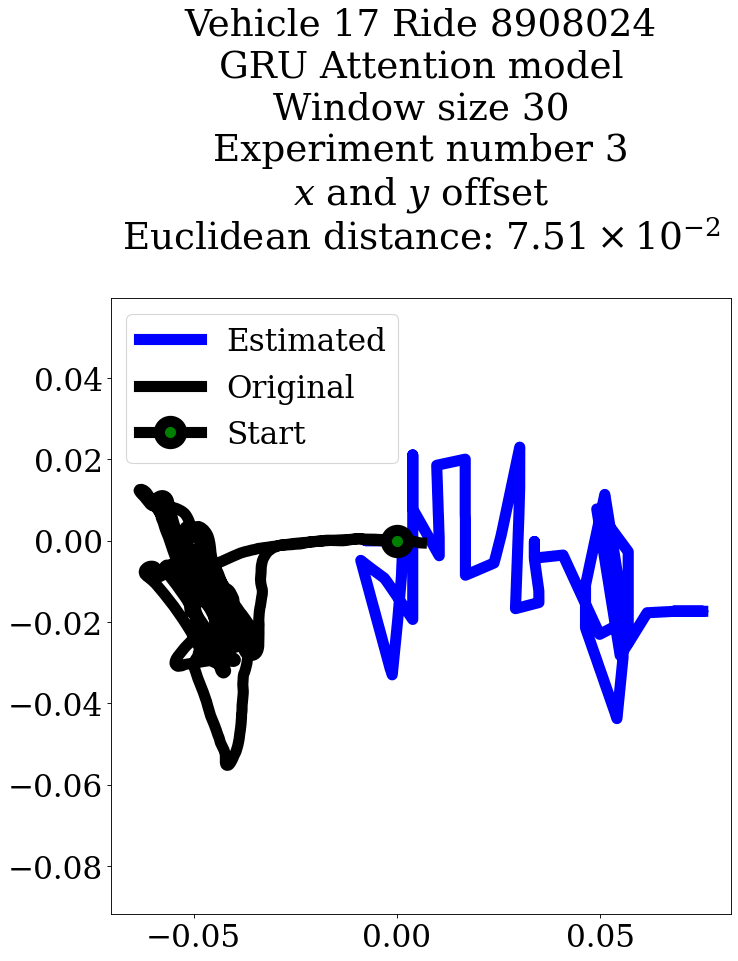 Vehicle 17 Ride 8908024
GRU Attention model
Window size 30
Experiment number 3
x and y offset
Euclidean distance: 7.51 × 10⁻²
Estimated
Original
Start
0.04
0.02
0.00
−0.02
−0.04
−0.06
−0.08
−0.05 0.00 0.05